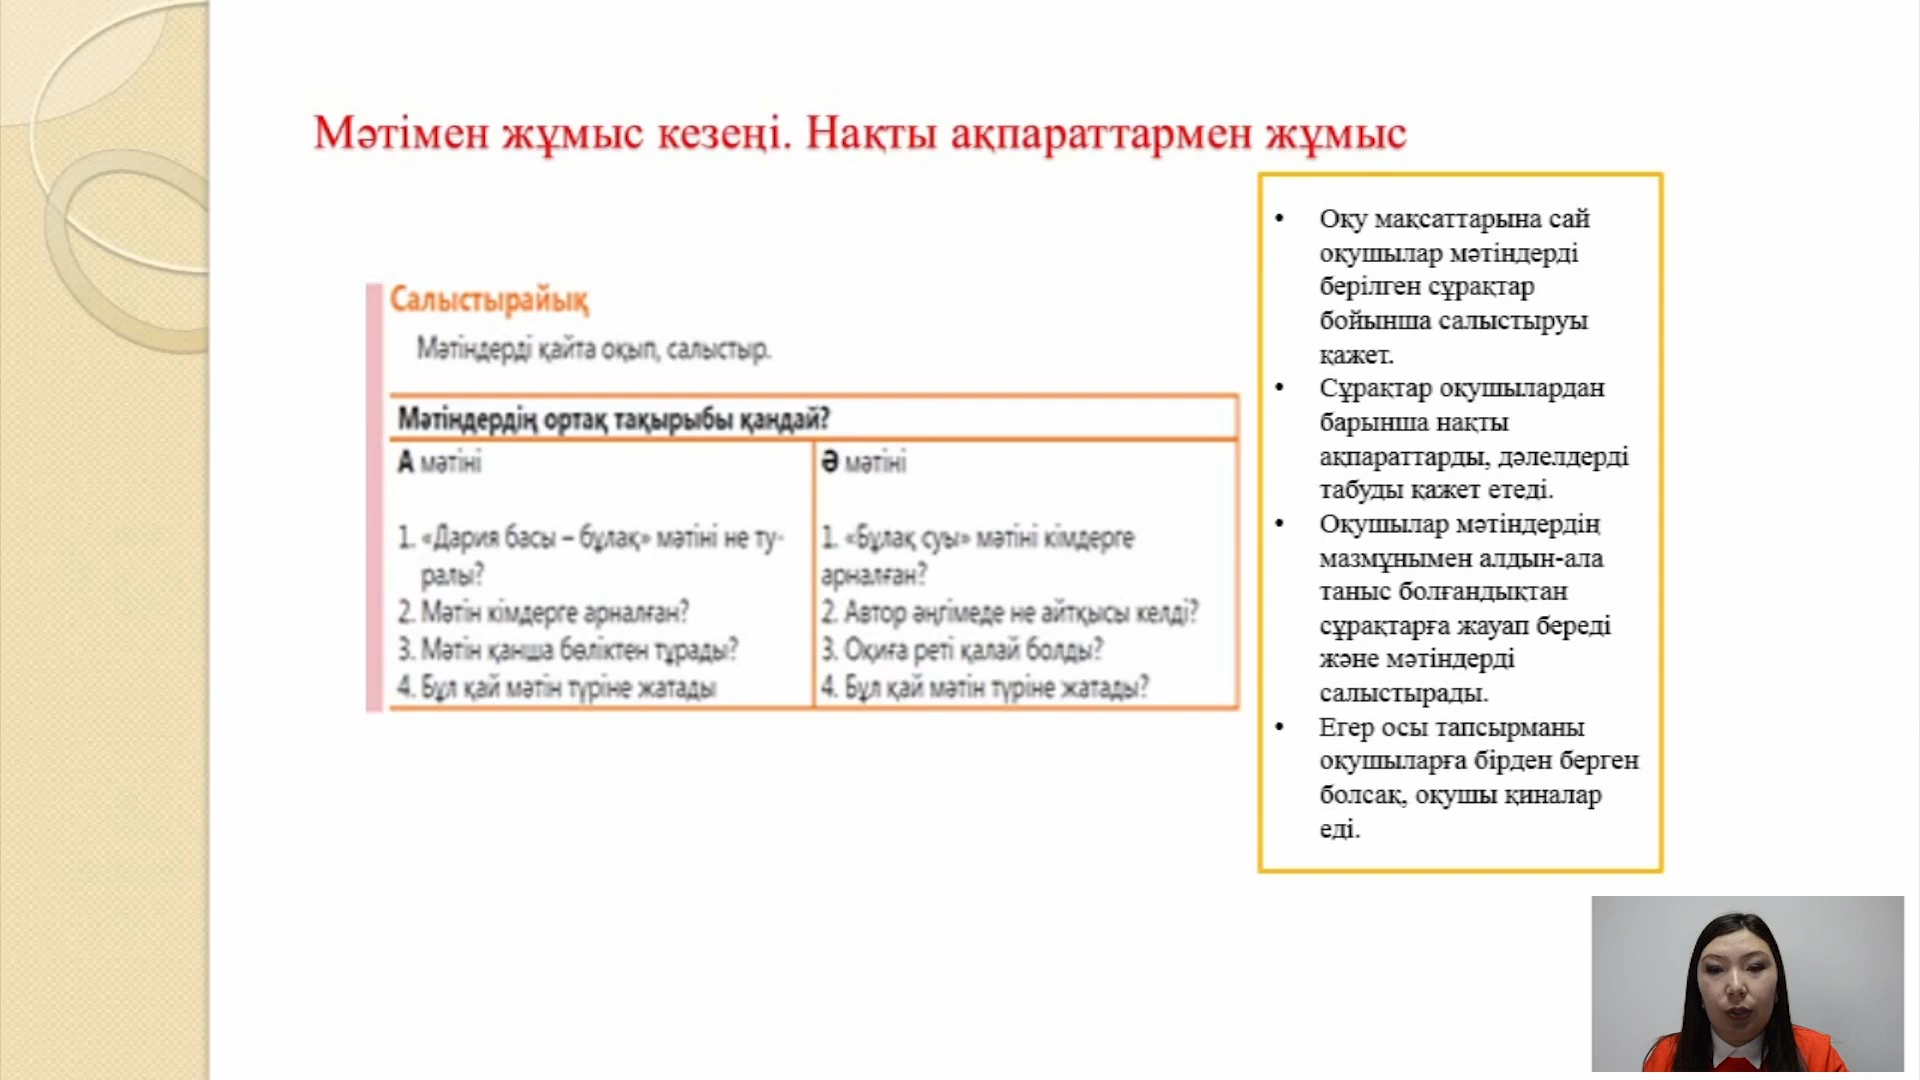 Мәтімен жұмыс кезеңі. Нақты ақпараттармен жұмыс
Салыстырайық
Мәтіндерді қайта оқып, салыстыр.
Мәтіндердің ортақ тақырыбы қандай?
А мәтіні
1. «Дария басы – бұлақ» мәтіні не ту-
ралы?
2. Мәтін кімдерге арналған?
3. Мәтін қанша бөліктен тұрады?
4. Бұл қай мәтін түріне жатады
Ә мәтіні
1. «Бұлақ суы» мәтіні кімдерге
арналған?
2. Автор әңгімеде не айтқысы келді?
3. Оқиға реті қалай болды?
4. Бұл қай мәтін түріне жатады?
• Оқу мақсаттарына сай
оқушылар мәтіндерді
берілген сұрақтар
бойынша салыстыруы
қажет.
• Сұрақтар оқушылардан
барынша нақты
ақпараттарды, дәлелдерді
табуды қажет етеді.
• Оқушылар мәтіндердің
мазмұнымен алдын-ала
таныс болғандықтан
сұрақтарға жауап береді
және мәтіндерді
салыстырады.
• Егер осы тапсырманы
оқушыларға бірден берген
болсақ, оқушы қиналар
еді.